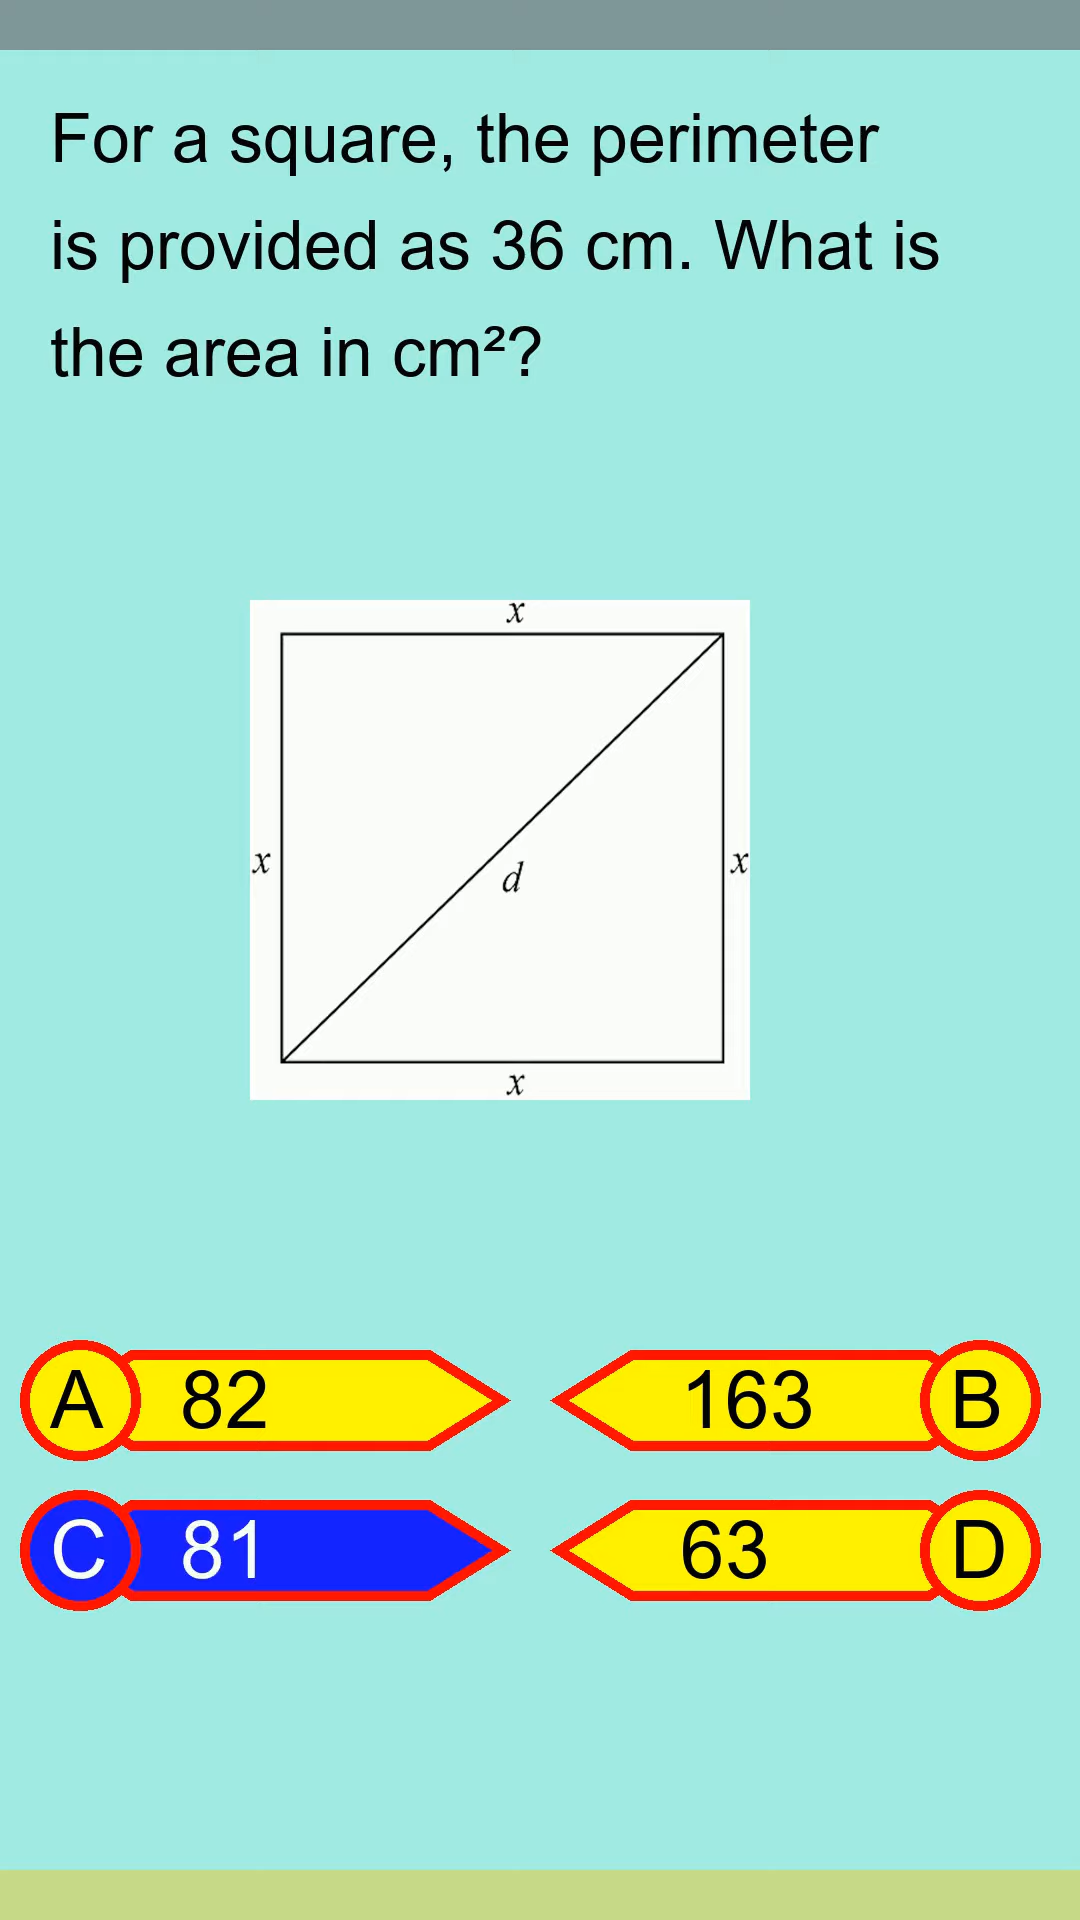 For a square, the perimeter
is provided as 36 cm. What is
the area in cm²?
x
x
d
x
x
A 82
163 B
C 81
63 D